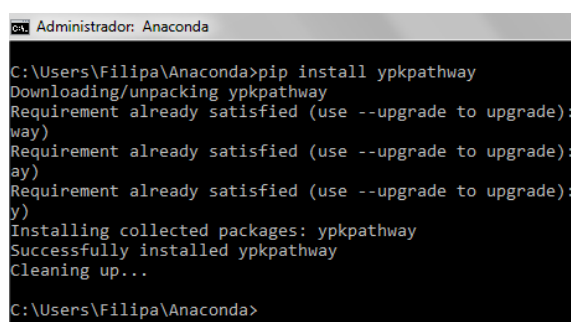 Administrador: Anaconda
C:\Users\Filipa\Anaconda>pip install ypkpathway
Downloading/unpacking ypkpathway
Requirement already satisfied (use --upgrade to upgrade):
way)
Requirement already satisfied (use --upgrade to upgrade):
ay)
Requirement already satisfied (use --upgrade to upgrade):
y)
Installing collected packages: ypkpathway
Successfully installed ypkpathway
Cleaning up...
C:\Users\Filipa\Anaconda>